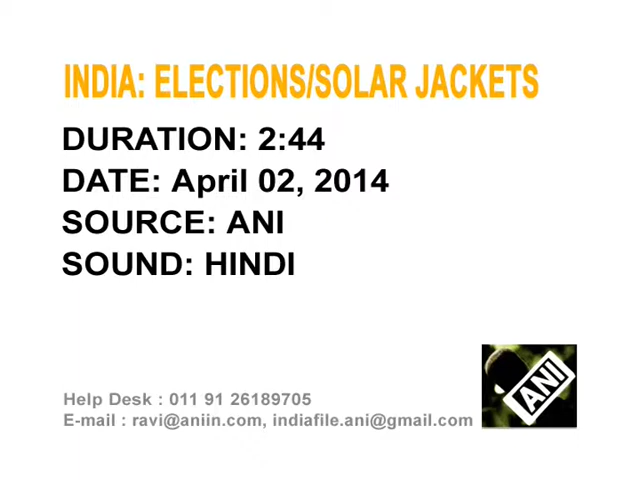 INDIA: ELECTIONS/SOLAR JACKETS
DURATION: 2:44
DATE: April 02, 2014
SOURCE: ANI
SOUND: HINDI
ANI
Help Desk : 011 91 26189705
E-mail : ravi@aniin.com, indiafile.ani@gmail.com